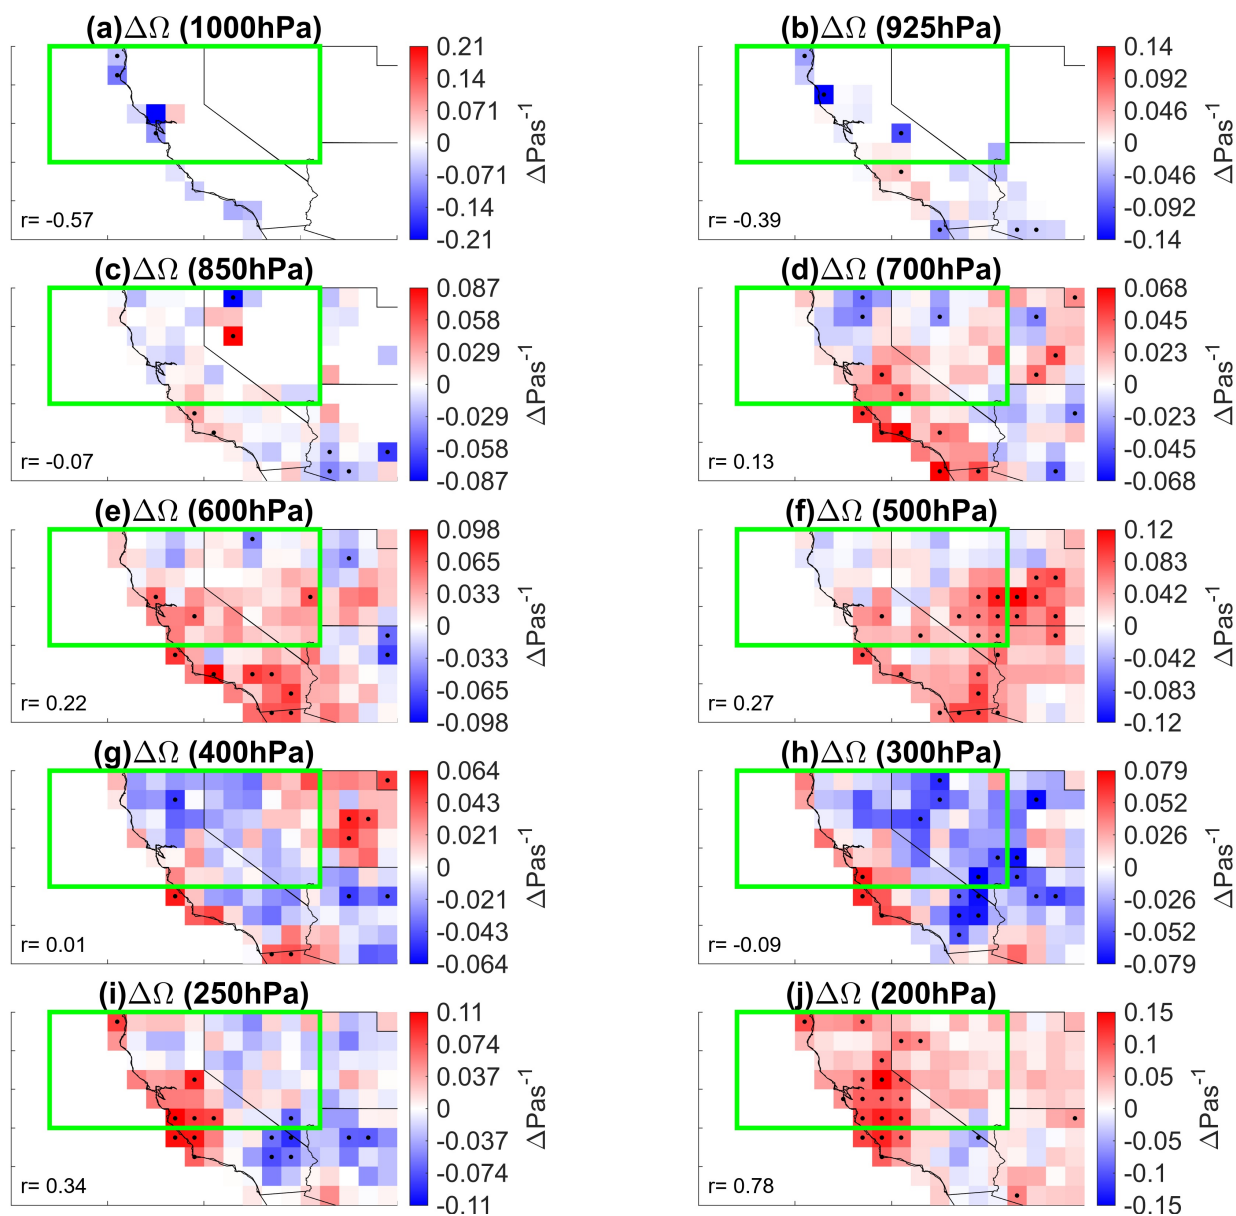 (a)ΔΩ (1000hPa)
0.21
0.14
0.071
0
-0.071
-0.14
-0.21
ΔPas⁻¹
r= -0.57
(b)ΔΩ (925hPa)
0.14
0.092
0.046
0
-0.046
-0.092
-0.14
ΔPas⁻¹
r= -0.39
(c)ΔΩ (850hPa)
0.087
0.058
0.029
0
-0.029
-0.058
-0.087
ΔPas⁻¹
r= -0.07
(d)ΔΩ (700hPa)
0.068
0.045
0.023
0
-0.023
-0.045
-0.068
ΔPas⁻¹
r= 0.13
(e)ΔΩ (600hPa)
0.098
0.065
0.033
0
-0.033
-0.065
-0.098
ΔPas⁻¹
r= 0.22
(f)ΔΩ (500hPa)
0.12
0.083
0.042
0
-0.042
-0.083
-0.12
ΔPas⁻¹
r= 0.27
(g)ΔΩ (400hPa)
0.064
0.043
0.021
0
-0.021
-0.043
-0.064
ΔPas⁻¹
r= 0.01
(h)ΔΩ (300hPa)
0.079
0.052
0.026
0
-0.026
-0.052
-0.079
ΔPas⁻¹
r= -0.09
(i)ΔΩ (250hPa)
0.11
0.074
0.037
0
-0.037
-0.074
-0.11
ΔPas⁻¹
r= 0.34
(j)ΔΩ (200hPa)
0.15
0.1
0.05
0
-0.05
-0.1
-0.15
ΔPas⁻¹
r= 0.78